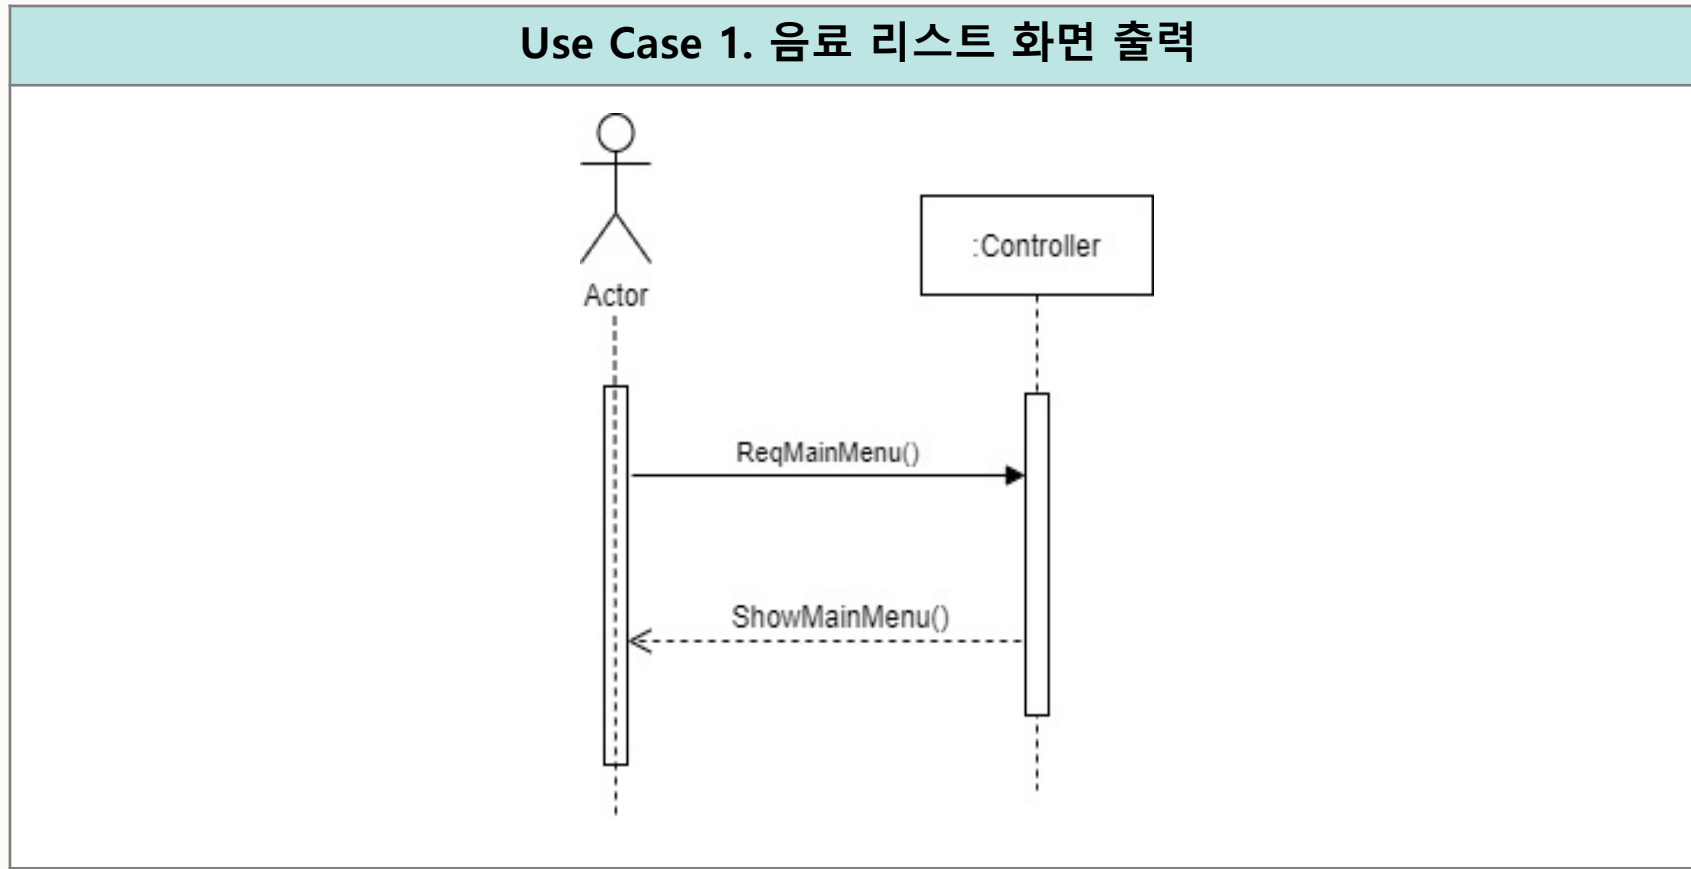 Use Case 1. 음료 리스트 화면 출력
:Controller
Actor
ReqMainMenu()
ShowMainMenu()